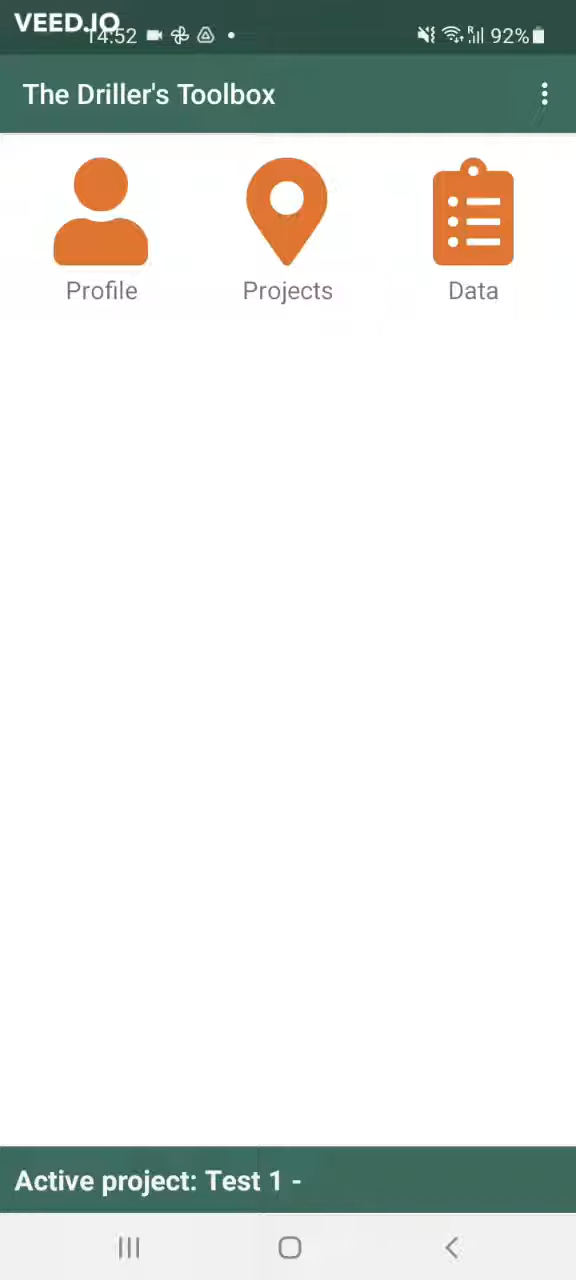 VEED.IO
14:52
R
92%
The Driller's Toolbox
Profile
Projects
Data
Active project: Test 1 -